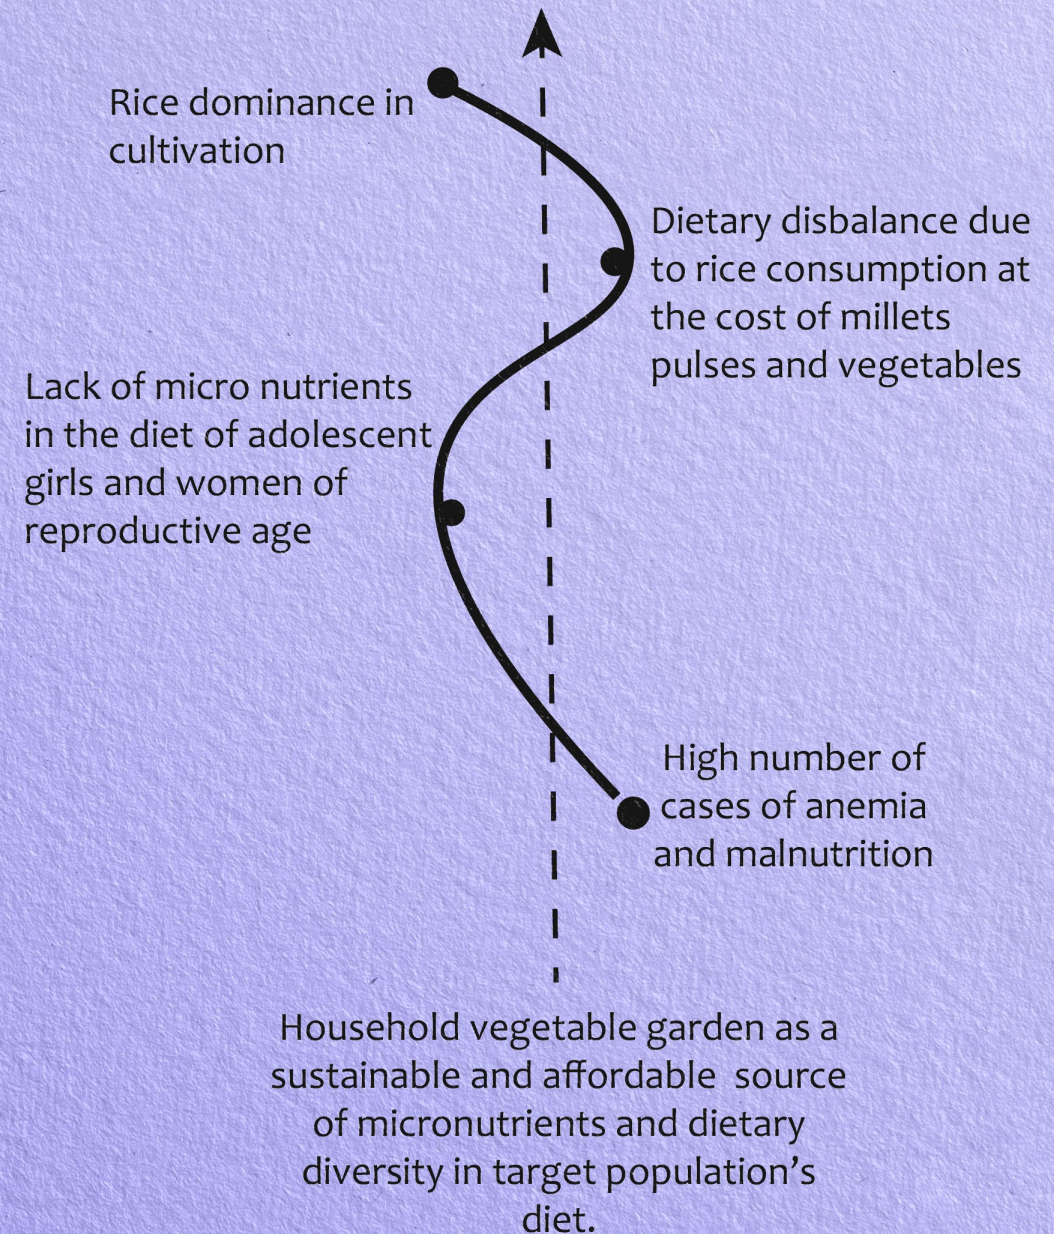 Rice dominance in
cultivation
Dietary disbalance due
to rice consumption at
the cost of millets
pulses and vegetables
Lack of micro nutrients
in the diet of adolescent
girls and women of
reproductive age
High number of
cases of anemia
and malnutrition
Household vegetable garden as a
sustainable and affordable  source
of micronutrients and dietary
diversity in target population’s
diet.